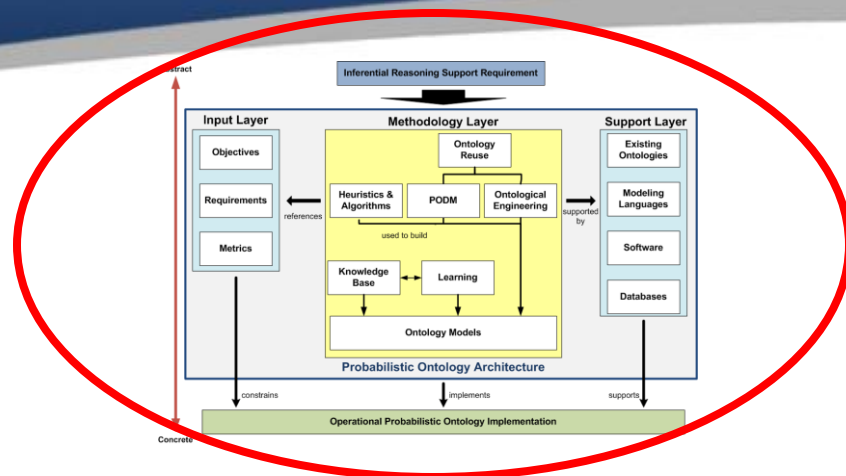 Inferential Reasoning Support Requirement
Input Layer
Methodology Layer
Support Layer
Objectives
Requirements
Metrics
references
Ontology
Reuse
Heuristics &
Algorithms
PODM
Ontological
Engineering
used to build
Knowledge
Base
Learning
Ontology Models
supported
by
Existing
Ontologies
Modeling
Languages
Software
Databases
Probabilistic Ontology Architecture
constrains
implements
supports
Operational Probabilistic Ontology Implementation
Concrete